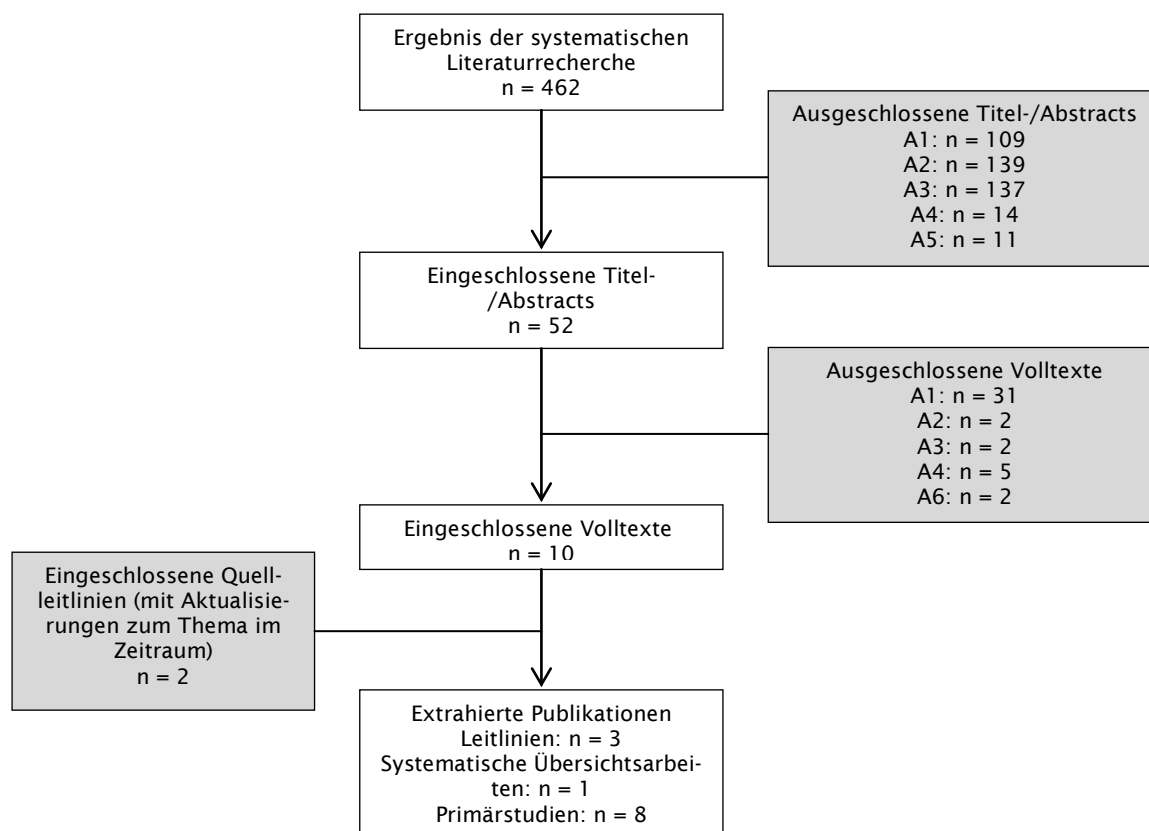 Ergebnis der systematischen
Literaturrecherche
n = 462
Ausgeschlossene Titel-/Abstracts
A1: n = 109
A2: n = 139
A3: n = 137
A4: n = 14
A5: n = 11
Eingeschlossene Titel-
/Abstracts
n = 52
Ausgeschlossene Volltexte
A1: n = 31
A2: n = 2
A3: n = 2
A4: n = 5
A6: n = 2
Eingeschlossene Volltexte
n = 10
Eingeschlossene Quell-
leitlinien (mit Aktualisie-
rungen zum Thema im
Zeitraum)
n = 2
Extrahierte Publikationen
Leitlinien: n = 3
Systematische Übersichtsarbei-
ten: n = 1
Primärstudien: n = 8